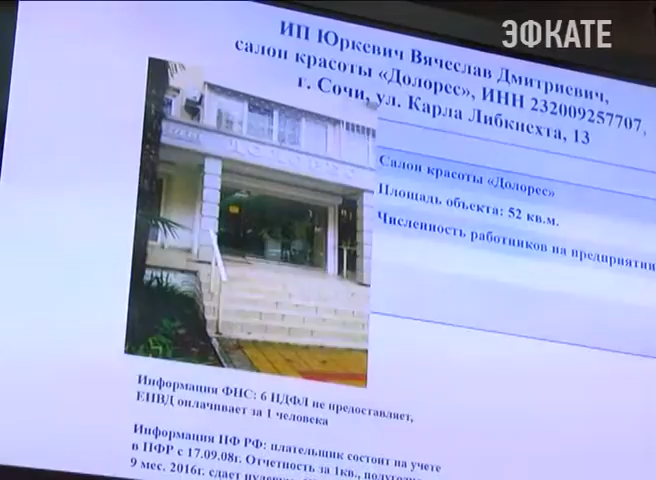 ЭФКАТЕ
ИП Юркевич Вячеслав Дмитриевич,
салон красоты «Долорес», ИНН 232009257707,
г. Сочи, ул. Карла Либкнехта, 13
Салон красоты «Долорес»
Площадь объекта: 52 кв.м.
Численность работников на предприятии
Информация ФНС: 6 НДФЛ не предоставляет,
ЕНВД оплачивает за 1 человека
Информация ПФ РФ: плательщик состоит на учете
в ПФР с 17.09.08г. Отчетность за 1кв., полугодие
9 мес. 2016г. сдает